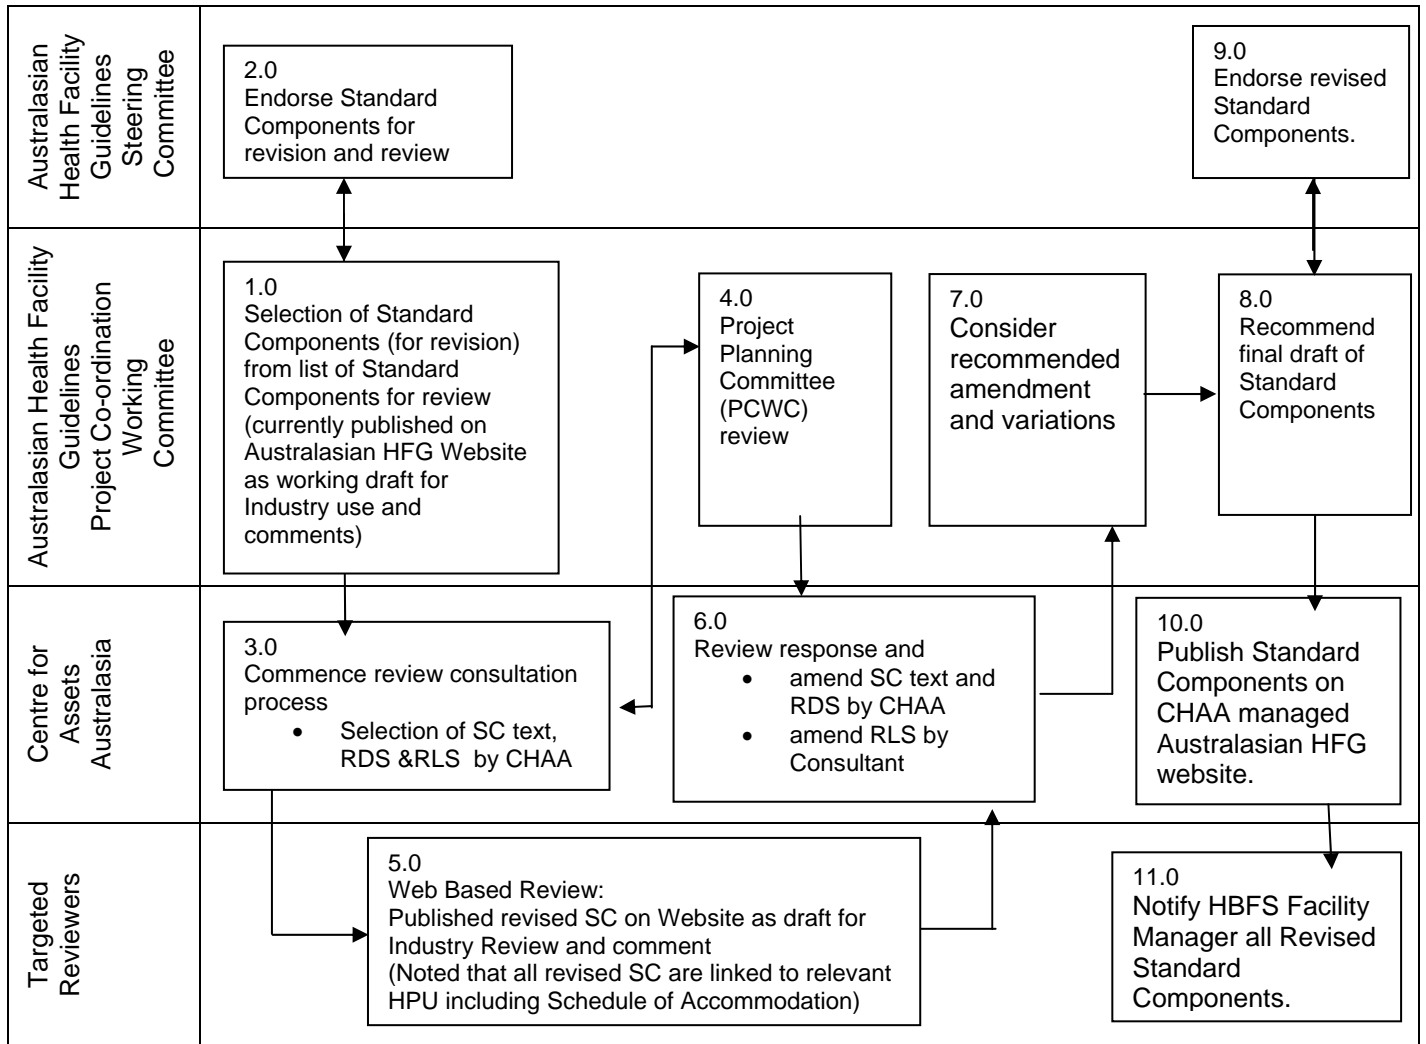 Australasian
Health Facility
Guidelines
Steering
Committee
2.0
Endorse Standard
Components for
revision and review
9.0
Endorse revised
Standard
Components.
Australasian Health Facility
Guidelines
Project Co-ordination
Working
Committee
1.0
Selection of Standard
Components (for revision)
from list of Standard
Components for review
(currently published on
Australasian HFG Website
as working draft for
Industry use and
comments)
4.0
Project
Planning
Committee
(PCWC)
review
7.0
Consider
recommended
amendment
and variations
8.0
Recommend
final draft of
Standard
Components
Centre for
Assets
Australasia
3.0
Commence review consultation
process
• Selection of SC text,
RDS &RLS by CHAA
6.0
Review response and
• amend SC text and
RDS by CHAA
• amend RLS by
Consultant
10.0
Publish Standard
Components on
CHAA managed
Australasian HFG
website.
Targeted
Reviewers
5.0
Web Based Review:
Published revised SC on Website as draft for
Industry Review and comment
(Noted that all revised SC are linked to relevant
HPU including Schedule of Accommodation)
11.0
Notify HBFS Facility
Manager all Revised
Standard
Components.